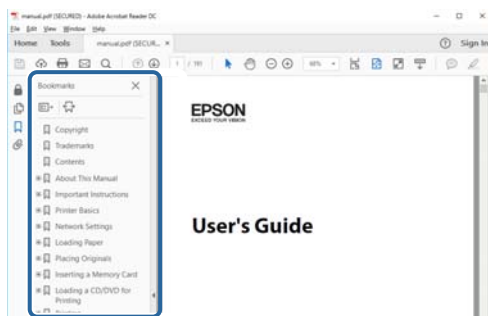 manual.pdf (SECURED) - Adobe Acrobat Reader DC
File Edit View Window Help
Home Tools manual.pdf (SECUR... ×
Sign In
1 / 191
Bookmarks
Copyright
Trademarks
Contents
About This Manual
Important Instructions
Printer Basics
Network Settings
Loading Paper
Placing Originals
Inserting a Memory Card
Loading a CD/DVD for
Printing
EPSON
EXCEED YOUR VISION
User's Guide